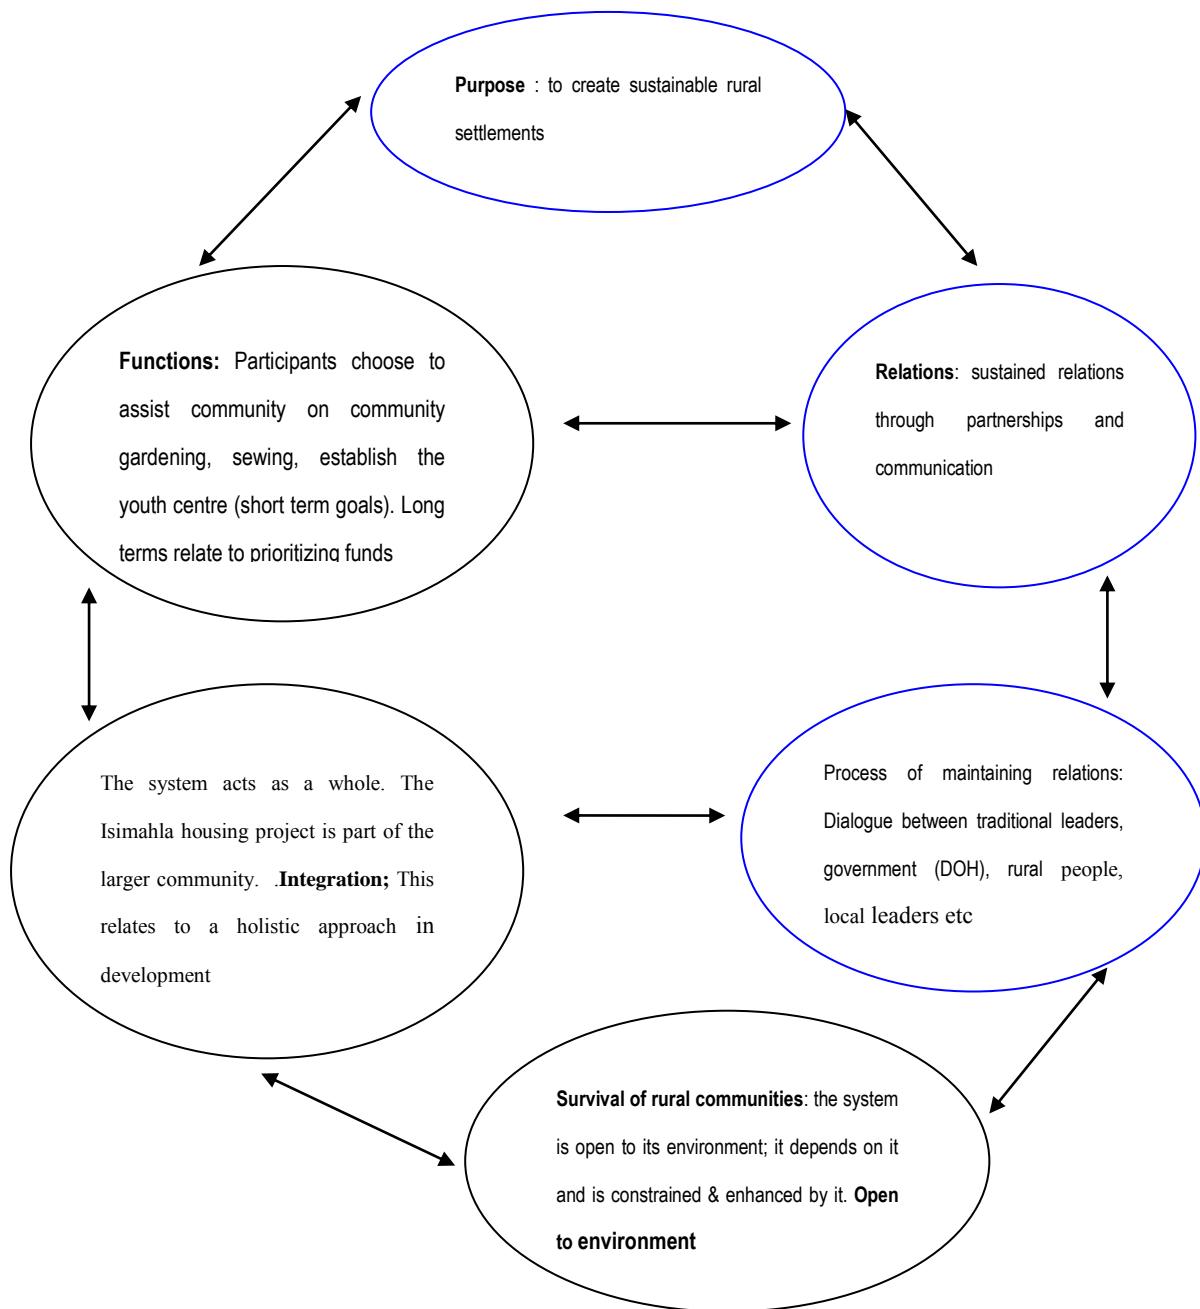 Purpose : to create sustainable rural
settlements
Functions: Participants choose to
assist community on community
gardening, sewing, establish the
youth centre (short term goals). Long
terms relate to prioritizing funds
Relations: sustained relations
through partnerships and
communication
The system acts as a whole. The
Isimahla housing project is part of the
larger community. .Integration; This
relates to a holistic approach in
development
Process of maintaining relations:
Dialogue between traditional leaders,
government (DOH), rural people,
local leaders etc
Survival of rural communities: the system
is open to its environment; it depends on it
and is constrained & enhanced by it. Open
to environment